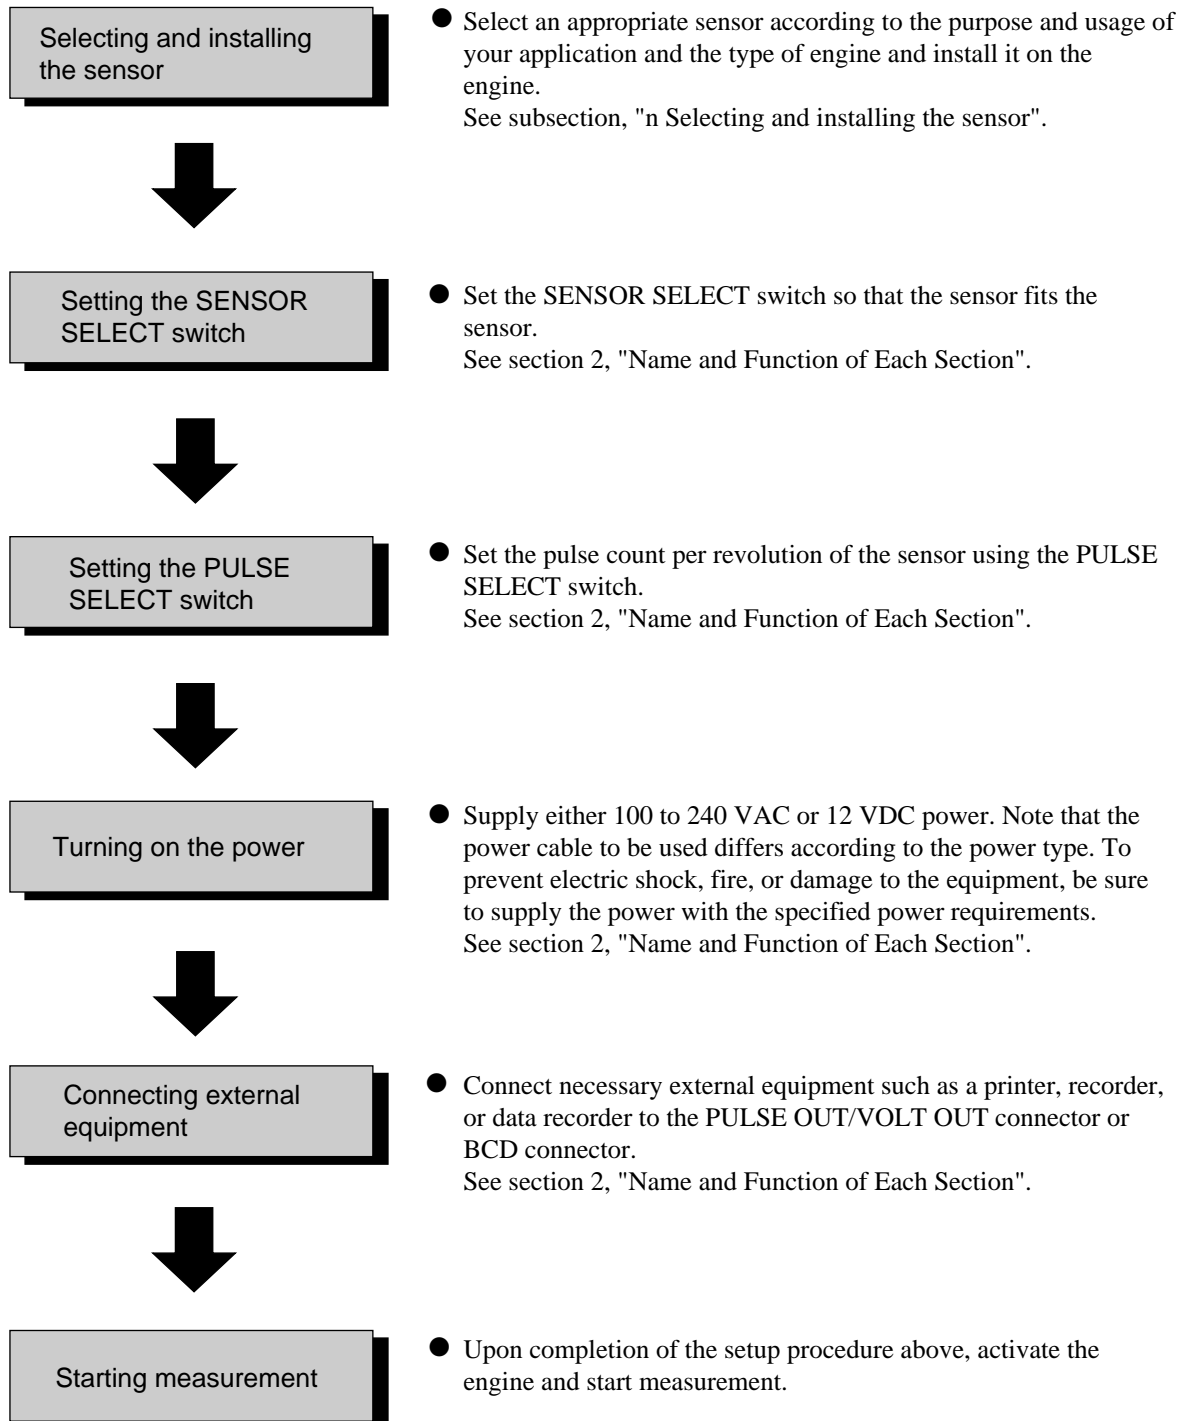 Selecting and installing
the sensor
● Select an appropriate sensor according to the purpose and usage of
your application and the type of engine and install it on the
engine.
See subsection, "n Selecting and installing the sensor".
Setting the SENSOR
SELECT switch
● Set the SENSOR SELECT switch so that the sensor fits the
sensor.
See section 2, "Name and Function of Each Section".
Setting the PULSE
SELECT switch
● Set the pulse count per revolution of the sensor using the PULSE
SELECT switch.
See section 2, "Name and Function of Each Section".
Turning on the power
● Supply either 100 to 240 VAC or 12 VDC power. Note that the
power cable to be used differs according to the power type. To
prevent electric shock, fire, or damage to the equipment, be sure
to supply the power with the specified power requirements.
See section 2, "Name and Function of Each Section".
Connecting external
equipment
● Connect necessary external equipment such as a printer, recorder,
or data recorder to the PULSE OUT/VOLT OUT connector or
BCD connector.
See section 2, "Name and Function of Each Section".
Starting measurement
● Upon completion of the setup procedure above, activate the
engine and start measurement.